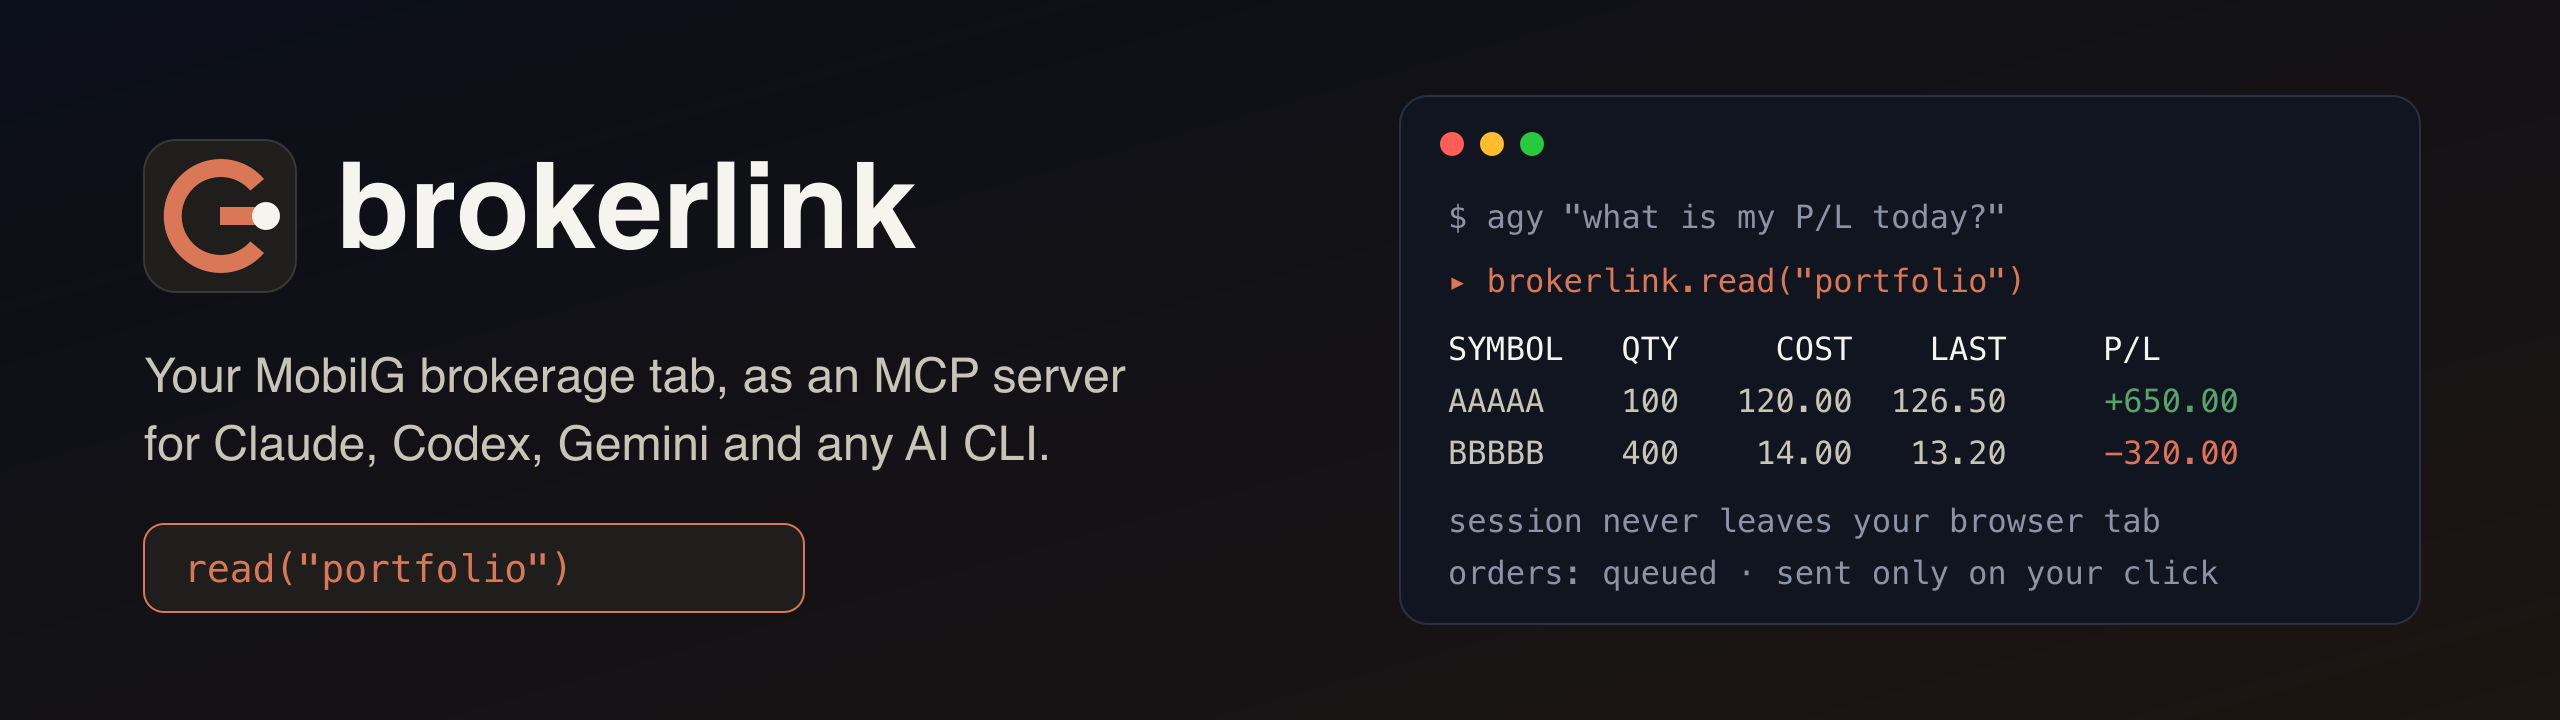 brokerlink
Your MobilG brokerage tab, as an MCP server
for Claude, Codex, Gemini and any AI CLI.
read("portfolio")
$ agy "what is my P/L today?"
▸ brokerlink.read("portfolio")
SYMBOL QTY COST LAST P/L
AAAAA 100 120.00 126.50 +650.00
BBBBB 400 14.00 13.20 −320.00
session never leaves your browser tab
orders: queued · sent only on your click